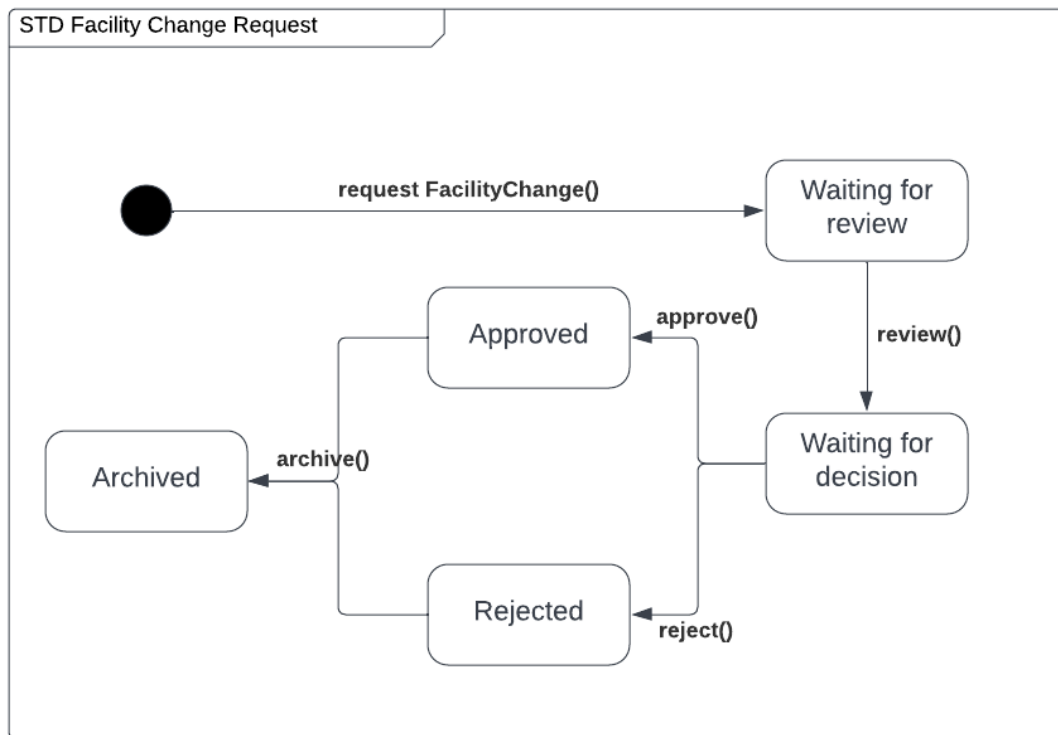 STD Facility Change Request
request FacilityChange()
Waiting for
review
review()
Approved
approve()
Waiting for
decision
archive()
Archived
Rejected
reject()